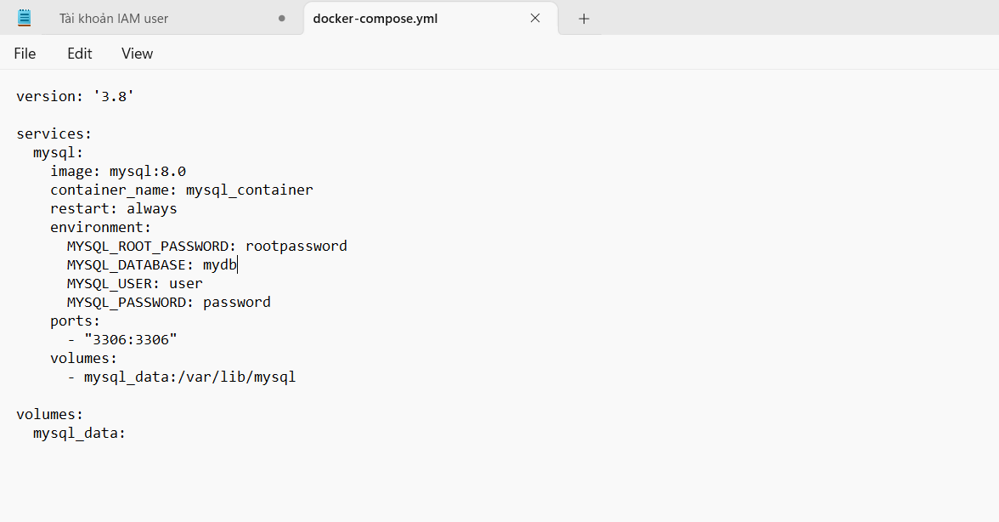 Tài khoản IAM user
docker-compose.yml
File Edit View
version: '3.8'
services:
  mysql:
    image: mysql:8.0
    container_name: mysql_container
    restart: always
    environment:
      MYSQL_ROOT_PASSWORD: rootpassword
      MYSQL_DATABASE: mydb
      MYSQL_USER: user
      MYSQL_PASSWORD: password
    ports:
      - "3306:3306"
    volumes:
      - mysql_data:/var/lib/mysql
volumes:
  mysql_data: